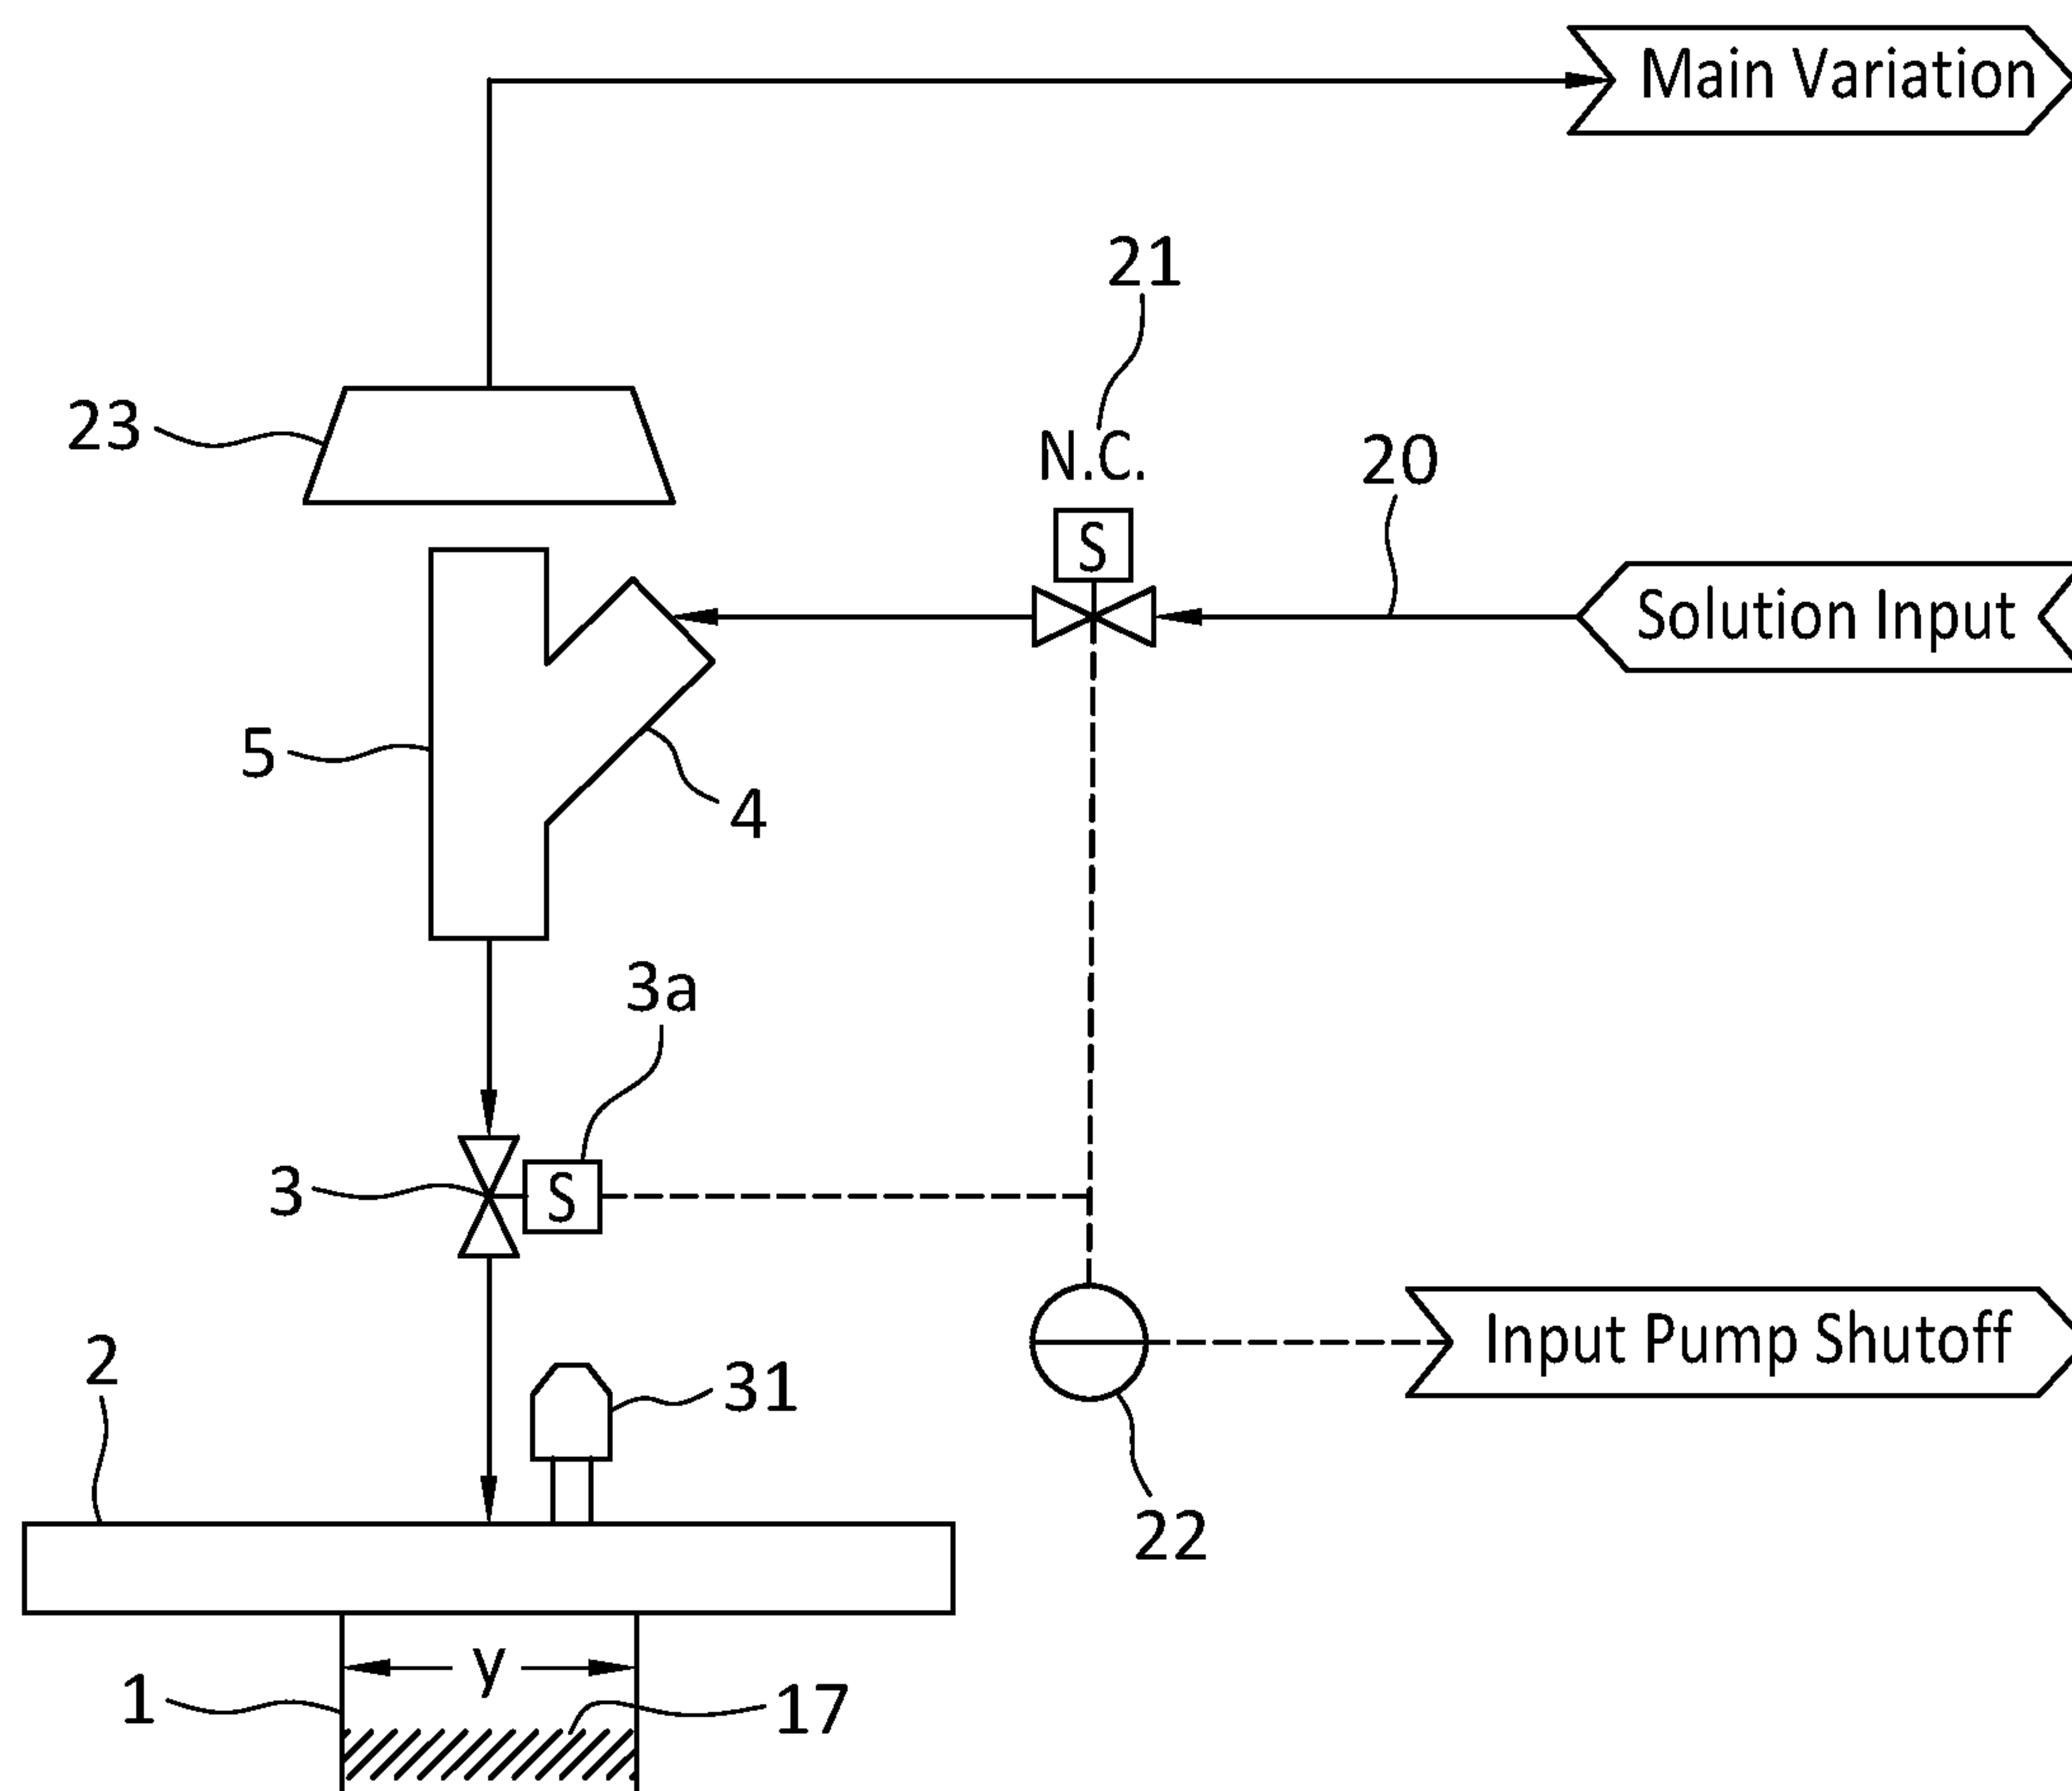 Main Variation
21
23
N.C.
20
S
Solution Input
5
4
3a
3
S
2
31
Input Pump Shutoff
22
y
1
17